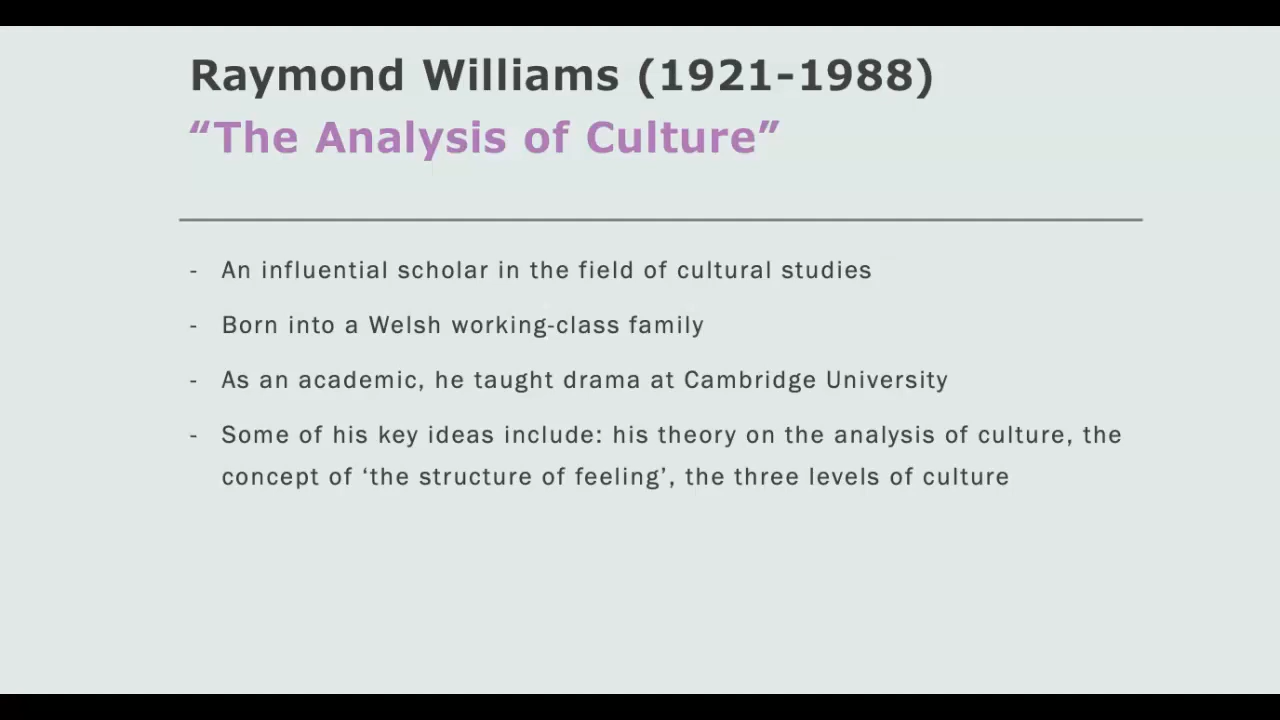 Raymond Williams (1921-1988)
“The Analysis of Culture”
- An influential scholar in the field of cultural studies
- Born into a Welsh working-class family
- As an academic, he taught drama at Cambridge University
- Some of his key ideas include: his theory on the analysis of culture, the
concept of ‘the structure of feeling’, the three levels of culture